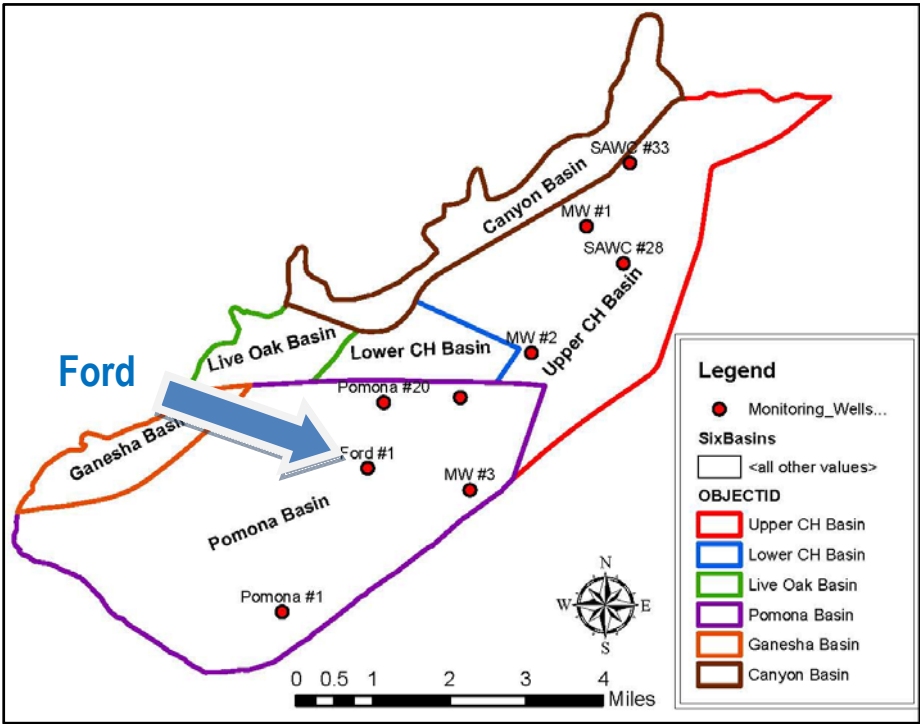 SAWC #33
Canyon Basin
MW #1
SAWC #28
Upper CH Basin
MW #2
Live Oak Basin
Lower CH Basin
Ford
Pomona #20
Ganesha Basin
Ford #1
MW #3
Pomona Basin
Pomona #1
N
W
E
S
0 0.5 1 2 3 4
Miles
Legend
Monitoring_Wells...
SixBasins
<all other values>
OBJECTID
Upper CH Basin
Lower CH Basin
Live Oak Basin
Pomona Basin
Ganesha Basin
Canyon Basin